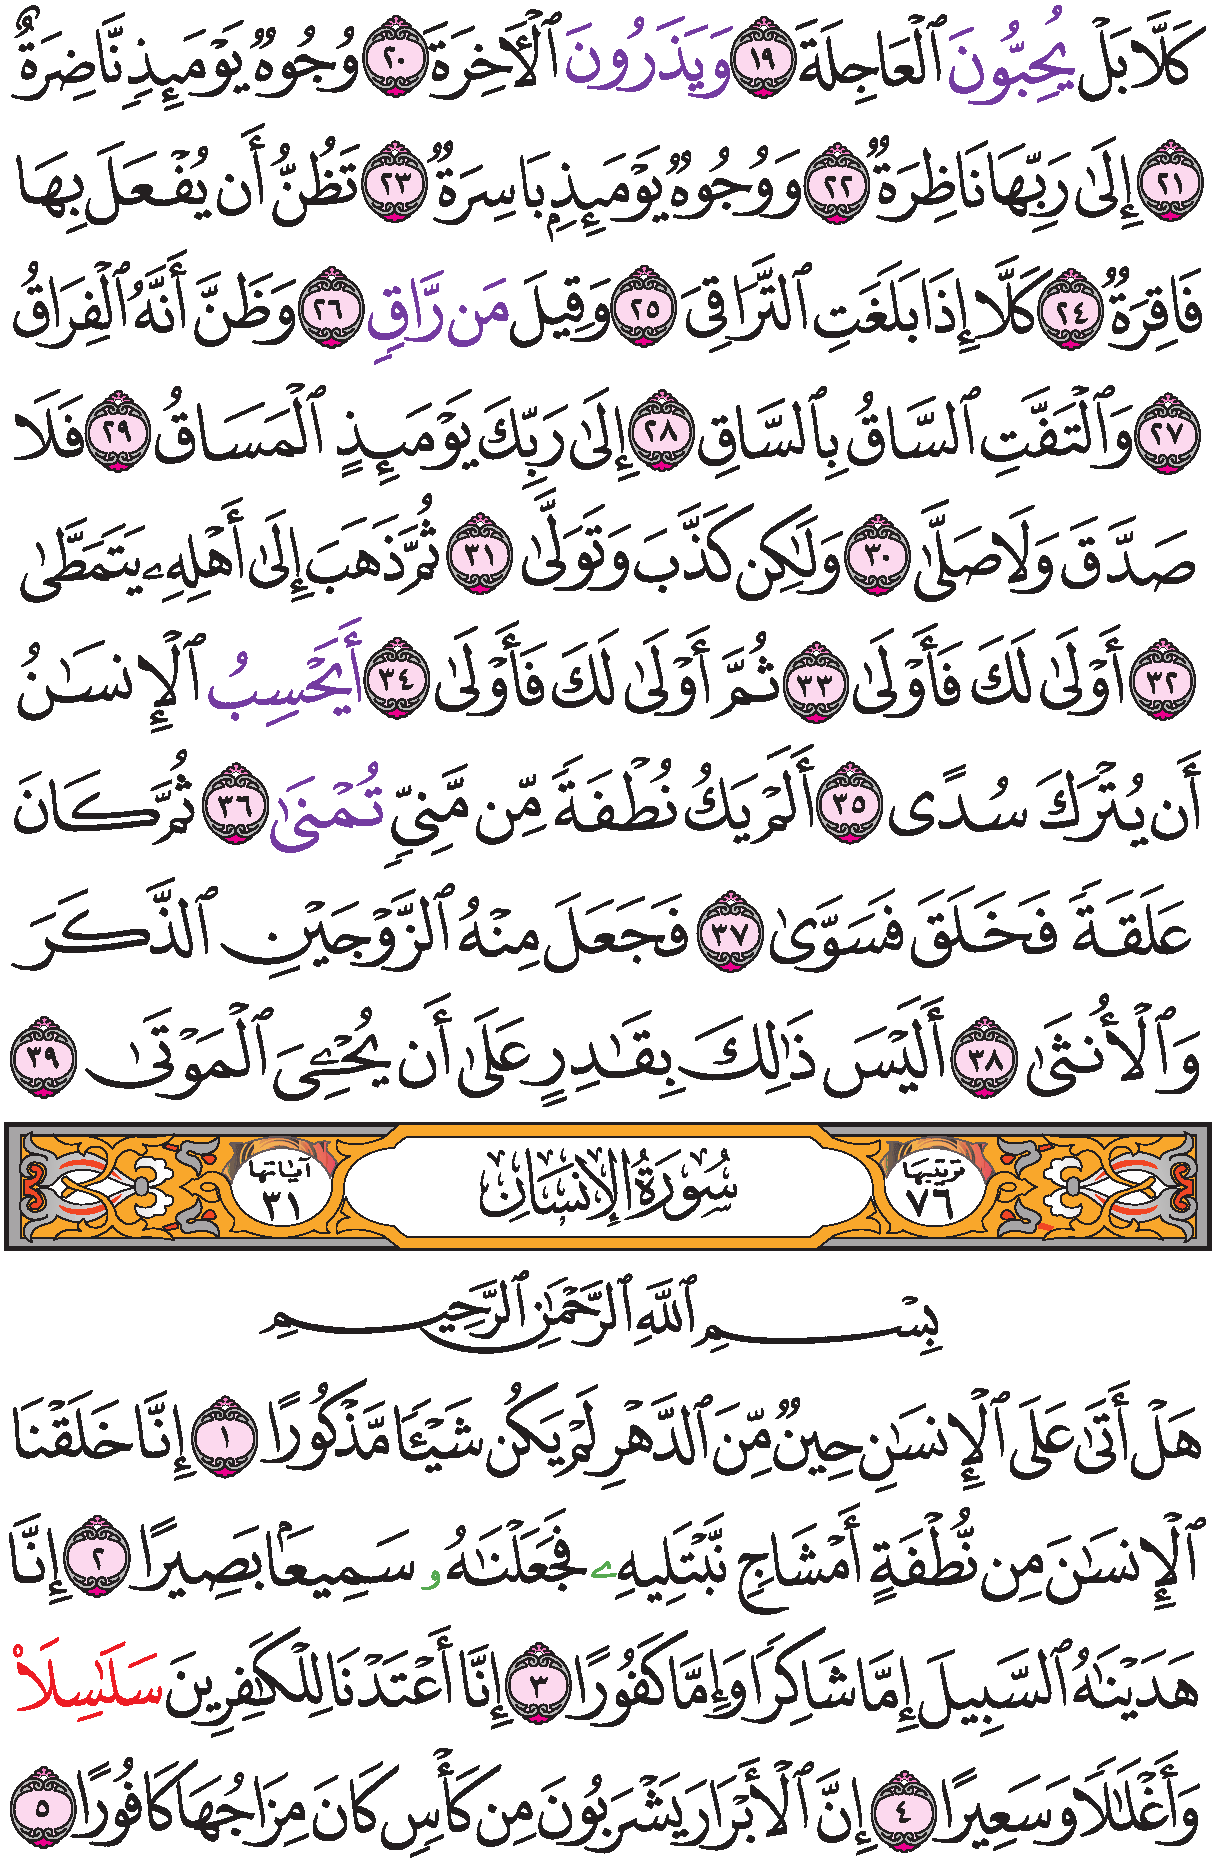 كَلَّا بَلْ يُحِبُّونَ ٱلْعَاجِلَةَ ١٩ وَيَذَرُونَ ٱلْأَخِرَةَ ٢٠ وُجُوهٌ يَوْمَئِذٍ نَّاضِرَةٌ
٢١ إِلَىٰ رَبِّهَا نَاظِرَةٌ ٢٢ وَوُجُوهٌ يَوْمَئِذِۭ بَاسِرَةٌ ٢٣ تَظُنُّ أَن يُفْعَلَ بِهَا
فَاقِرَةٌ ٢٤ كَلَّا إِذَا بَلَغَتِ ٱلتَّرَاقِىَ ٢٥ وَقِيلَ مَن رَّاقٍ ٢٦ وَظَنَّ أَنَّهُ ٱلْفِرَاقُ
٢٧ وَٱلْتَفَّتِ ٱلسَّاقُ بِٱلسَّاقِ ٢٨ إِلَىٰ رَبِّكَ يَوْمَئِذٍ ٱلْمَسَاقُ ٢٩ فَلَا
صَدَّقَ وَلَا صَلَّىٰ ٣٠ وَلَٰكِن كَذَّبَ وَتَوَلَّىٰ ٣١ ثُمَّ ذَهَبَ إِلَىٰ أَهْلِهِۦ يَتَمَطَّىٰ
٣٢ أَوْلَىٰ لَكَ فَأَوْلَىٰ ٣٣ ثُمَّ أَوْلَىٰ لَكَ فَأَوْلَىٰ ٣٤ أَيَحْسِبُ ٱلْإِنسَٰنُ
أَن يُتْرَكَ سُدًى ٣٥ أَلَمْ يَكُ نُطْفَةً مِّن مَّنِىٍّ تُمْنَىٰ ٣٦ ثُمَّ كَانَ
عَلَقَةً فَخَلَقَ فَسَوَّىٰ ٣٧ فَجَعَلَ مِنْهُ ٱلزَّوْجَيْنِ ٱلذَّكَرَ
وَٱلْأُنثَىٰ ٣٨ أَلَيْسَ ذَٰلِكَ بِقَٰدِرٍ عَلَىٰ أَن يُحْۦِىَ ٱلْمَوْتَىٰ ٣٩
ترتيبها ٧٦ سُورَةُ الإِنسَانِ آياتها ٣١
بِسْمِ ٱللَّهِ ٱلرَّحْمَٰنِ ٱلرَّحِيمِ
هَلْ أَتَىٰ عَلَى ٱلْإِنسَٰنِ حِينٌ مِّنَ ٱلدَّهْرِ لَمْ يَكُن شَيْـًٔا مَّذْكُورًا ١ إِنَّا خَلَقْنَا
ٱلْإِنسَٰنَ مِن نُّطْفَةٍ أَمْشَاجٍ نَّبْتَلِيهِۦ فَجَعَلْنَٰهُۥ سَمِيعًۢا بَصِيرًا ٢ إِنَّا
هَدَيْنَٰهُ ٱلسَّبِيلَ إِمَّا شَاكِرًا وَإِمَّا كَفُورًا ٣ إِنَّا أَعْتَدْنَا لِلْكَٰفِرِينَ سَلَٰسِلَا۟
وَأَغْلَٰلًا وَسَعِيرًا ٤ إِنَّ ٱلْأَبْرَارَ يَشْرَبُونَ مِن كَأْسٍ كَانَ مِزَاجُهَا كَافُورًا ٥